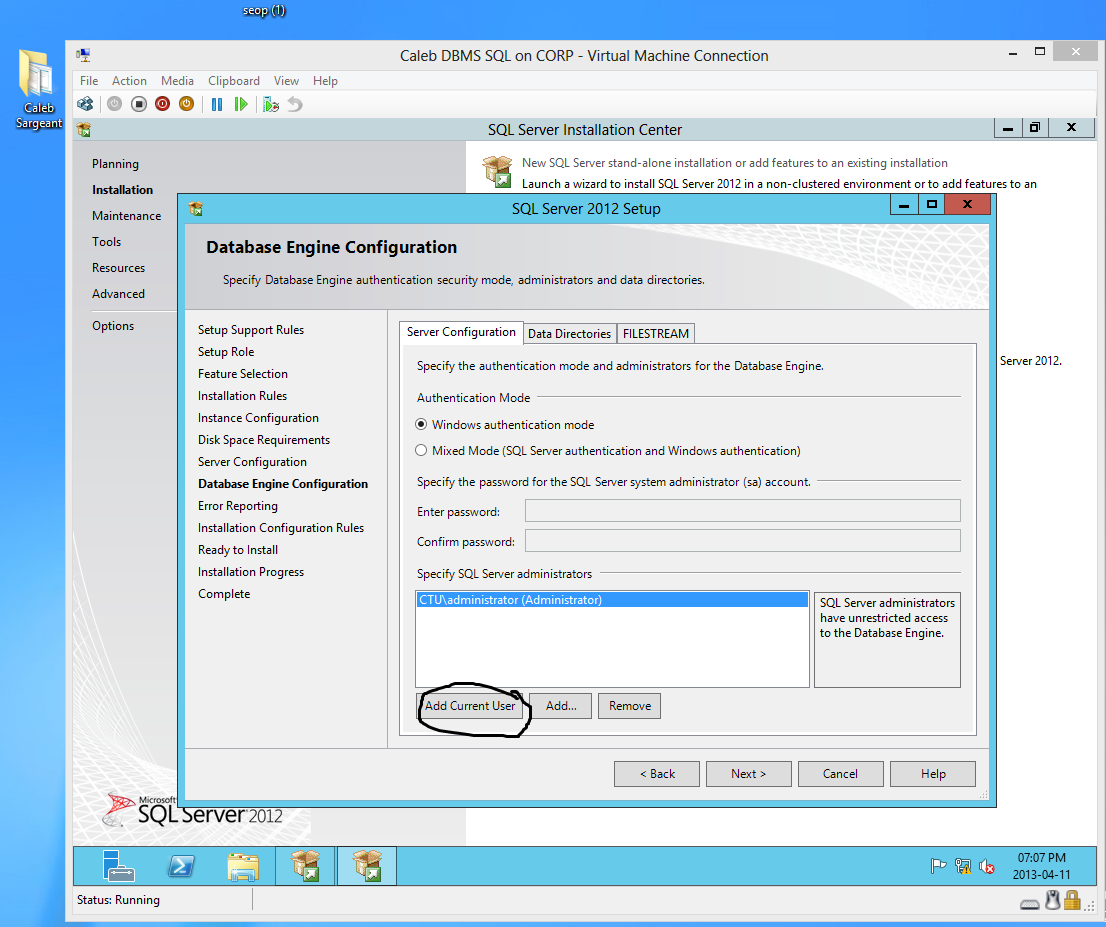 seop (1)
Caleb
Sargeant
Caleb DBMS SQL on CORP - Virtual Machine Connection
File Action Media Clipboard View Help
SQL Server Installation Center
Planning
Installation
Maintenance
Tools
Resources
Advanced
Options
New SQL Server stand-alone installation or add features to an existing installation
Launch a wizard to install SQL Server 2012 in a non-clustered environment or to add features to an
Server 2012.
SQL Server 2012 Setup
Database Engine Configuration
Specify Database Engine authentication security mode, administrators and data directories.
Setup Support Rules
Setup Role
Feature Selection
Installation Rules
Instance Configuration
Disk Space Requirements
Server Configuration
Database Engine Configuration
Error Reporting
Installation Configuration Rules
Ready to Install
Installation Progress
Complete
Server Configuration Data Directories FILESTREAM
Specify the authentication mode and administrators for the Database Engine.
Authentication Mode
Windows authentication mode
Mixed Mode (SQL Server authentication and Windows authentication)
Specify the password for the SQL Server system administrator (sa) account.
Enter password:
Confirm password:
Specify SQL Server administrators
CTU\administrator (Administrator)
SQL Server administrators
have unrestricted access
to the Database Engine.
Add Current User Add... Remove
< Back Next > Cancel Help
Microsoft
SQL Server 2012
07:07 PM
2013-04-11
Status: Running